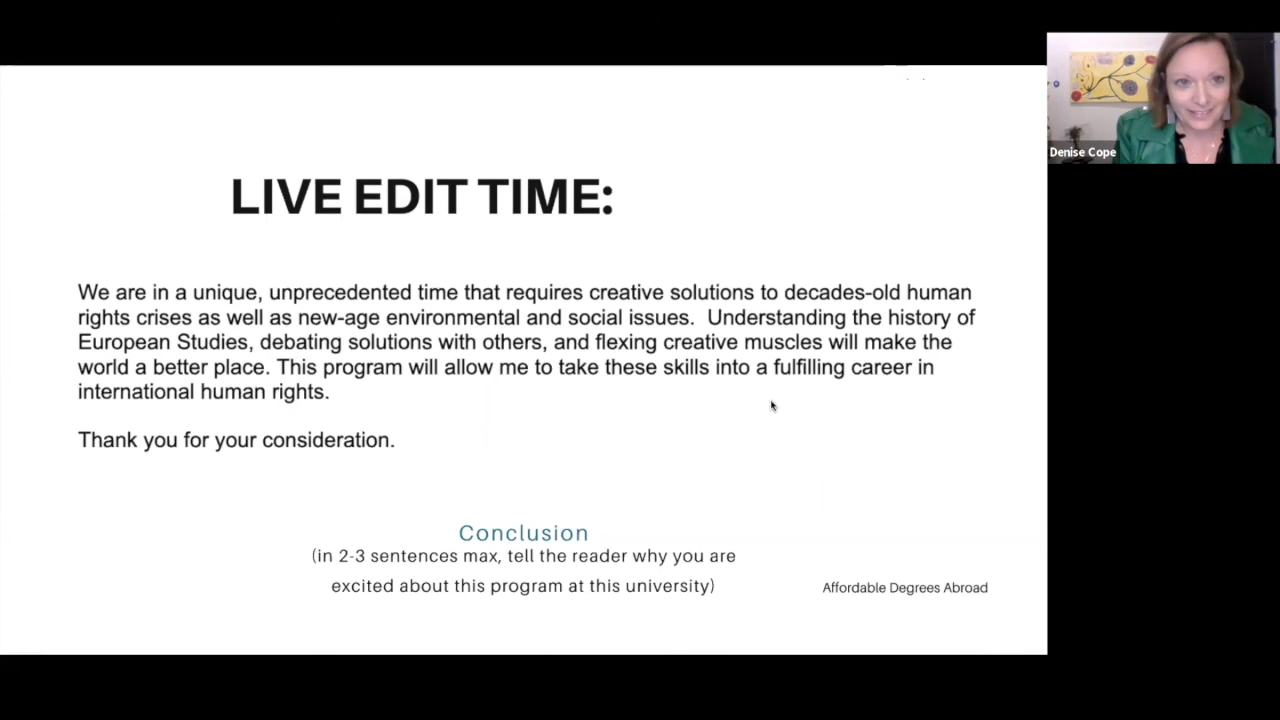 LIVE EDIT TIME:
We are in a unique, unprecedented time that requires creative solutions to decades-old human
rights crises as well as new-age environmental and social issues.  Understanding the history of
European Studies, debating solutions with others, and flexing creative muscles will make the
world a better place. This program will allow me to take these skills into a fulfilling career in
international human rights.
Thank you for your consideration.
Conclusion
(in 2-3 sentences max, tell the reader why you are
excited about this program at this university)
Affordable Degrees Abroad
Denise Cope